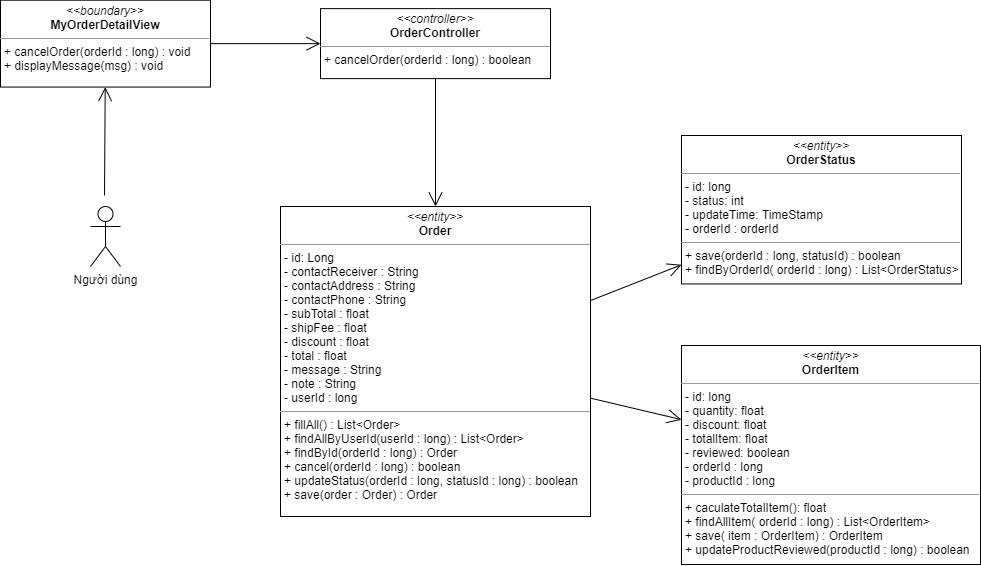 <<boundary>>
MyOrderDetailView
+ cancelOrder(orderId : long) : void
+ displayMessage(msg) : void
<<controller>>
OrderController
+ cancelOrder(orderId : long) : boolean
Người dùng
<<entity>>
Order
- id: Long
- contactReceiver : String
- contactAddress : String
- contactPhone : String
- subTotal : float
- shipFee : float
- discount : float
- total : float
- message : String
- note : String
- userId : long
+ fillAll() : List<Order>
+ findAllByUserId(userId : long) : List<Order>
+ findById(orderId : long) : Order
+ cancel(orderId : long) : boolean
+ updateStatus(orderId : long, statusId : long) : boolean
+ save(order : Order) : Order
<<entity>>
OrderStatus
- id: long
- status: int
- updateTime: TimeStamp
- orderId : orderId
+ save(orderId : long, statusId) : boolean
+ findByOrderId( orderId : long) : List<OrderStatus>
<<entity>>
OrderItem
- id: long
- quantity: float
- discount: float
- totalItem: float
- reviewed: boolean
- orderId : long
- productId : long
+ caculateTotalItem(): float
+ findAllItem( orderId : long) : List<OrderItem>
+ save( item : OrderItem) : OrderItem
+ updateProductReviewed(productId : long) : boolean